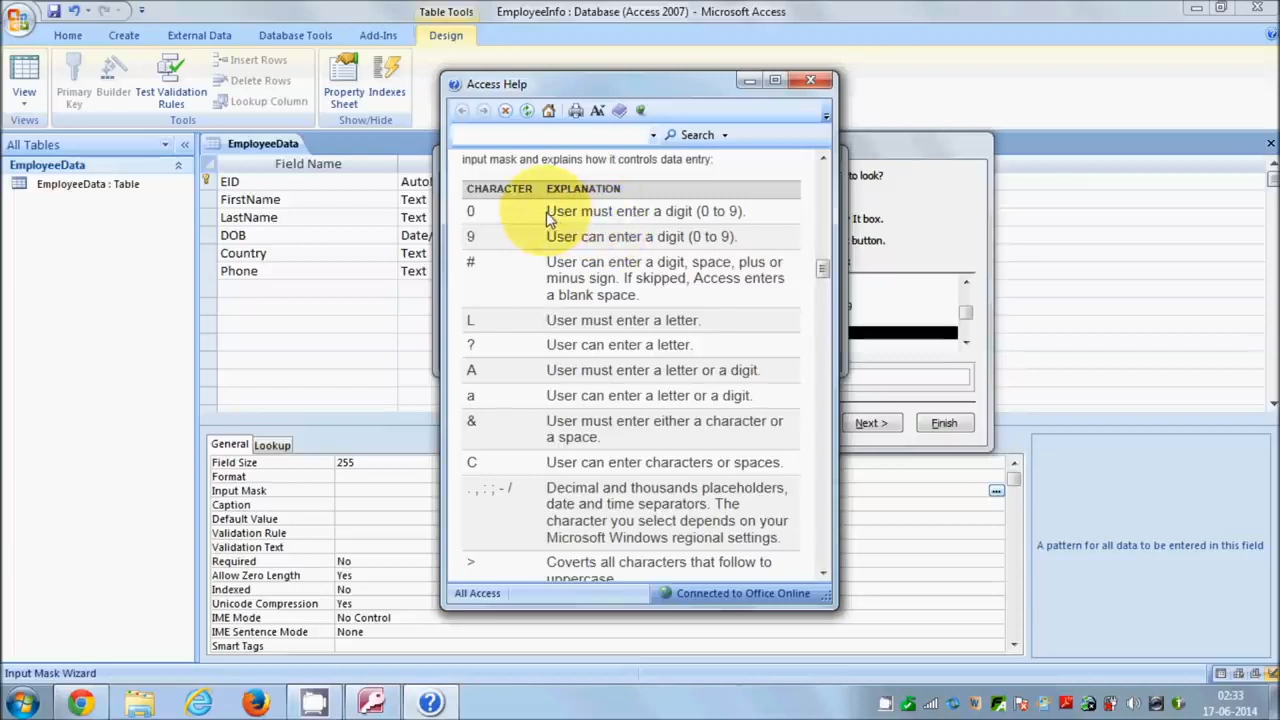 Table Tools
EmployeeInfo : Database (Access 2007) - Microsoft Access
Home
Create
External Data
Database Tools
Add-Ins
Design
View
Primary Key
Builder
Test Validation Rules
Insert Rows
Delete Rows
Lookup Column
Property Sheet
Indexes
Views
Tools
Show/Hide
All Tables
EmployeeData
EmployeeData : Table
EmployeeData
Field Name
EID
AutoN
FirstName
Text
LastName
Text
DOB
Date/
Country
Text
Phone
Text
Access Help
Search
input mask and explains how it controls data entry:
CHARACTER EXPLANATION
0 User must enter a digit (0 to 9).
9 User can enter a digit (0 to 9).
# User can enter a digit, space, plus or
minus sign. If skipped, Access enters
a blank space.
L User must enter a letter.
? User can enter a letter.
A User must enter a letter or a digit.
a User can enter a letter or a digit.
& User must enter either a character or
a space.
C User can enter characters or spaces.
. , : ; - / Decimal and thousands placeholders,
date and time separators. The
character you select depends on your
Microsoft Windows regional settings.
> Coverts all characters that follow to
uppercase.
All Access
Connected to Office Online
to look?
It box.
button.
Next >
Finish
General
Lookup
Field Size 255
Format
Input Mask
Caption
Default Value
Validation Rule
Validation Text
Required No
Allow Zero Length Yes
Indexed No
Unicode Compression Yes
IME Mode No Control
IME Sentence Mode None
Smart Tags
A pattern for all data to be entered in this field
Input Mask Wizard
02:33
17-06-2014